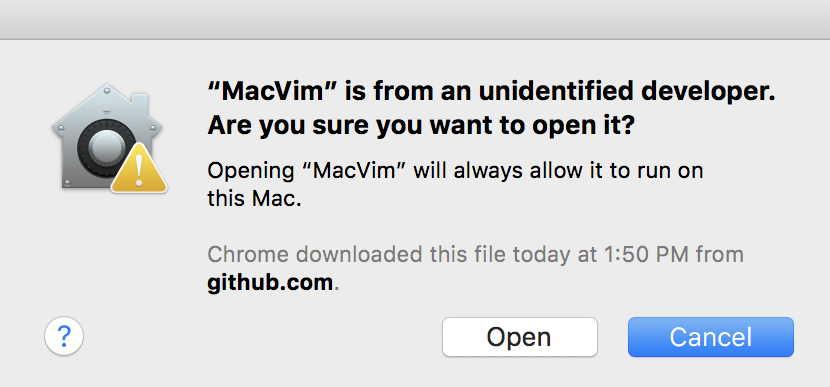 “MacVim” is from an unidentified developer.
Are you sure you want to open it?
Opening “MacVim” will always allow it to run on
this Mac.
Chrome downloaded this file today at 1:50 PM from
github.com.
?
Open
Cancel